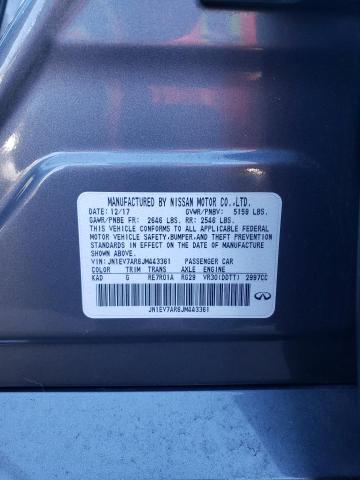 MANUFACTURED BY NISSAN MOTOR CO.,LTD.
DATE: 12/17 GVWR/PNBV: 5159 LBS.
GAWR/PNBE FR: 2646 LBS. RR: 2546 LBS.
THIS VEHICLE CONFORMS TO ALL APPLICABLE FEDERAL
MOTOR VEHICLE SAFETY,BUMPER,AND THEFT PREVENTION
STANDARDS IN EFFECT ON THE DATE OF MANUFACTURE
SHOWN ABOVE.
VIN: JN1EV7AR6JM443361 PASSENGER CAR
COLOR TRIM TRANS AXLE ENGINE
KAD G RE7R01A RG29 VR30(DDTT) 2997CC
JN1EV7AR6JM443361